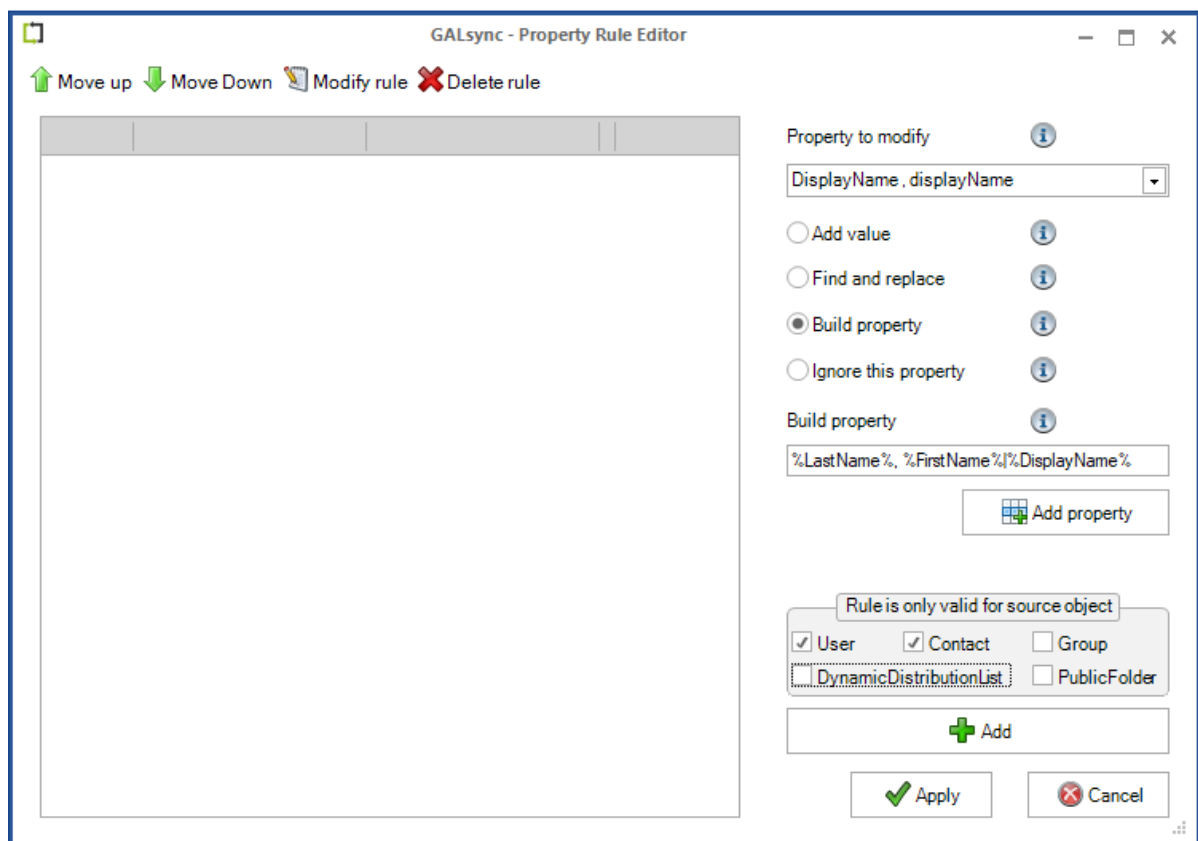 GALsync - Property Rule Editor
Move up Move Down Modify rule Delete rule
Property to modify
DisplayName , displayName
Add value
Find and replace
Build property
Ignore this property
Build property
%LastName%, %FirstName%|%DisplayName%
Add property
Rule is only valid for source object
User Contact Group
DynamicDistributionList PublicFolder
Add
Apply Cancel